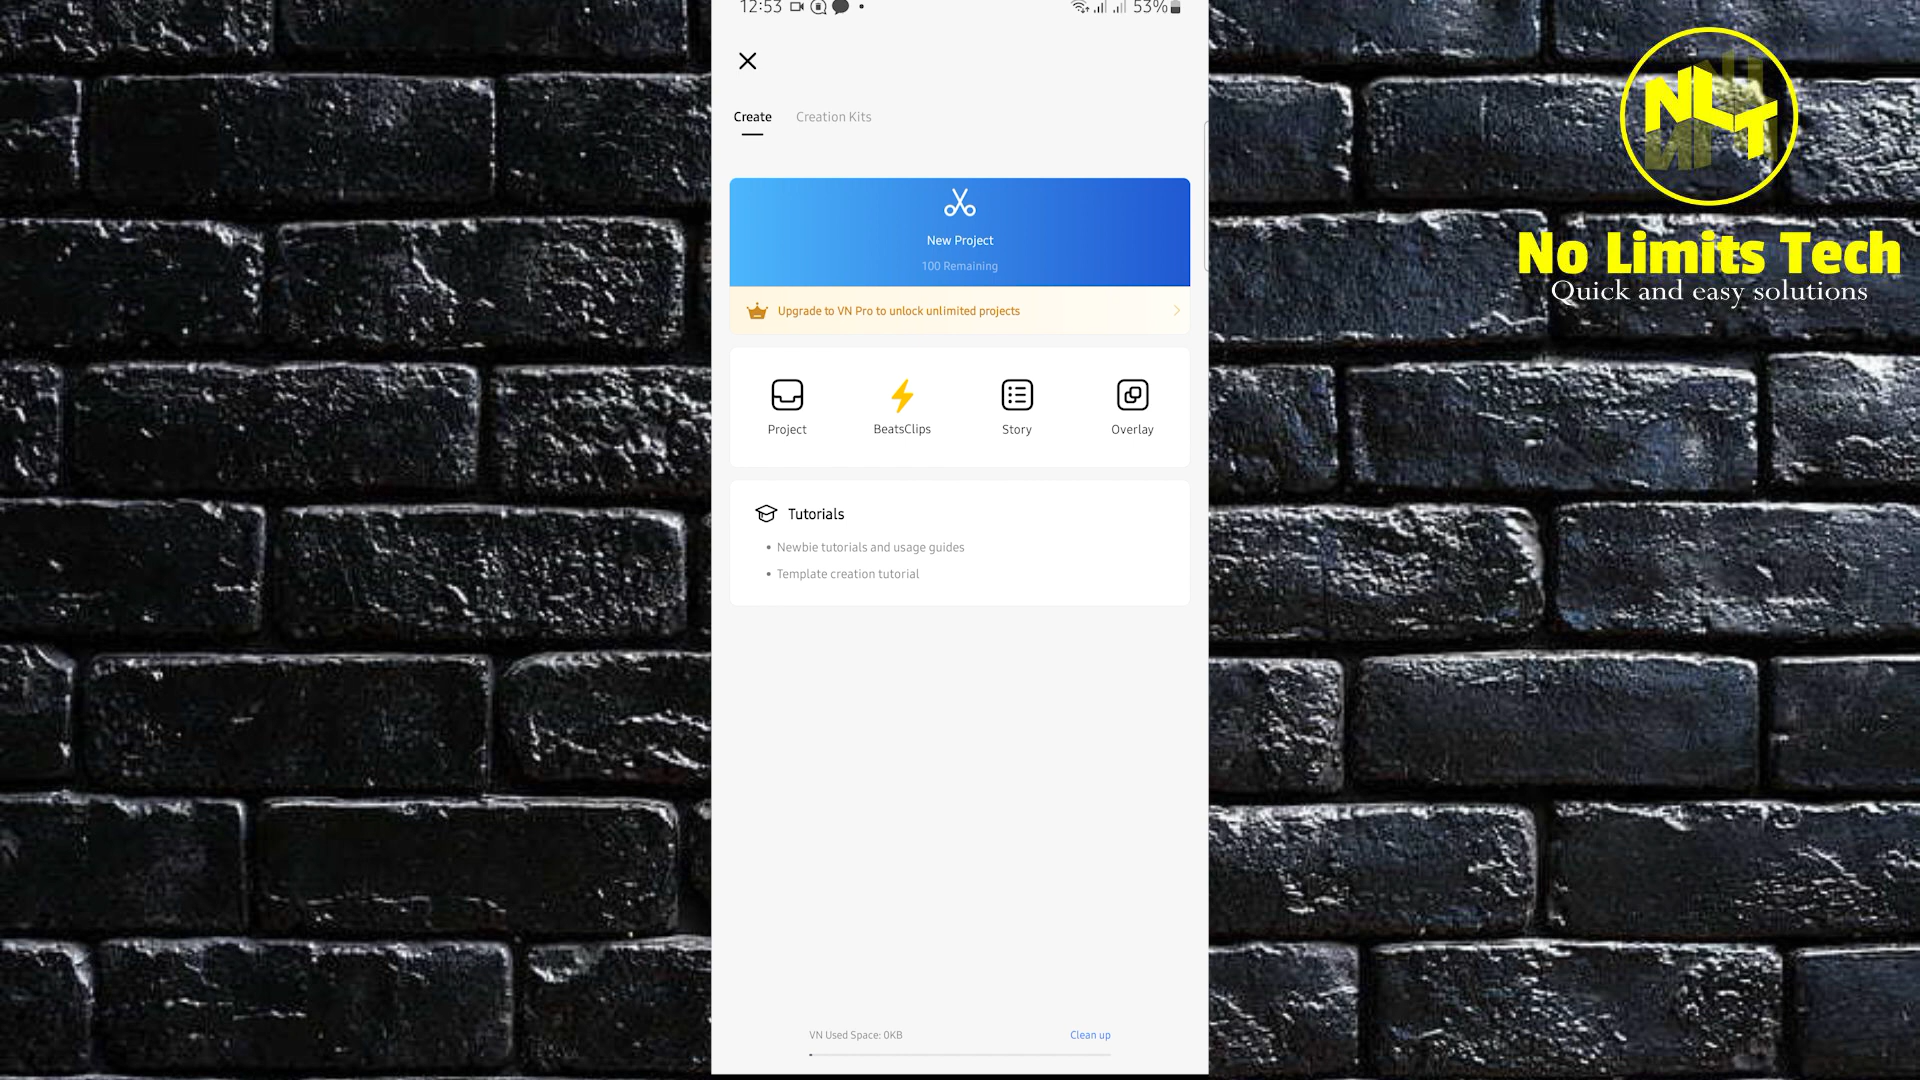 12:53
53%
Create
Creation Kits
New Project
100 Remaining
Upgrade to VN Pro to unlock unlimited projects
Project
BeatsClips
Story
Overlay
Tutorials
• Newbie tutorials and usage guides
• Template creation tutorial
VN Used Space: 0KB
Clean up
NLT
No Limits Tech
Quick and easy solutions